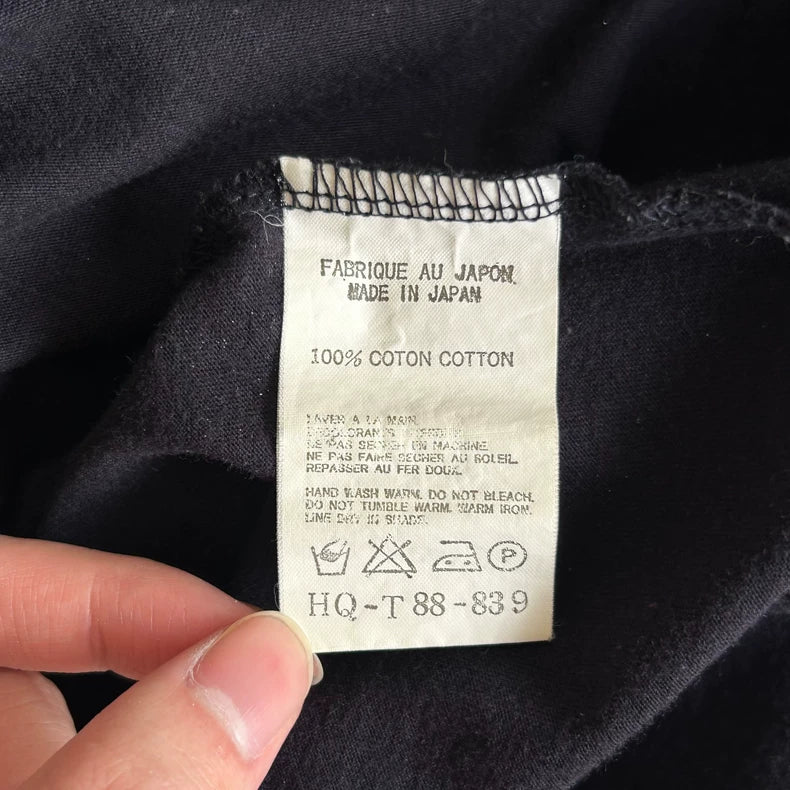 FABRIQUE AU JAPON
MADE IN JAPAN
100% COTON COTTON
LAVER A LA MAIN.
NE PAS SECHER EN MACHINE
NE PAS FAIRE SECHER AU SOLEIL.
REPASSER AU FER DOUX.
HAND WASH WARM. DO NOT BLEACH.
DO NOT TUMBLE WARM. WARM IRON.
LINE DRY IN SHADE.
P
HQ-T 88-839